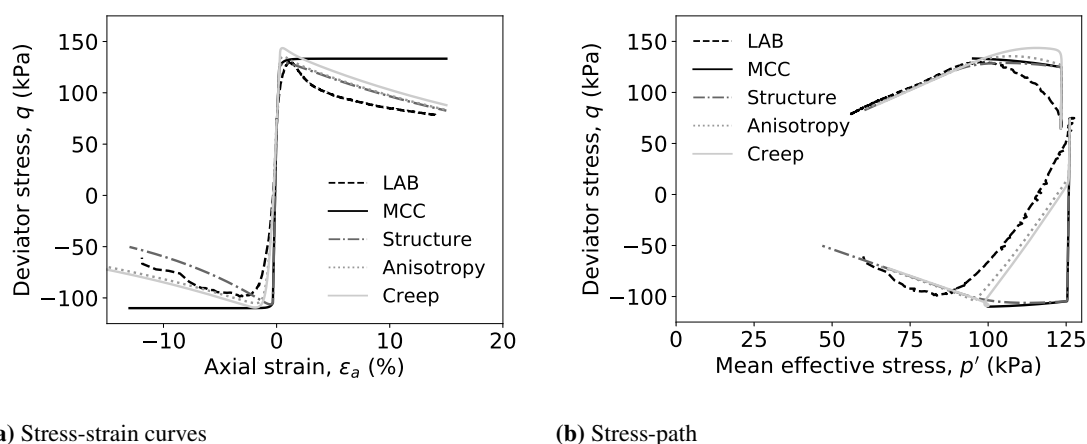 150
100
50
0
−50
−100
Deviator stress, q (kPa)
−10
0
10
20
Axial strain, εa (%)
LAB
MCC
Structure
Anisotropy
Creep
150
100
50
0
−50
−100
Deviator stress, q (kPa)
0
25
50
75
100
125
Mean effective stress, p′ (kPa)
LAB
MCC
Structure
Anisotropy
Creep
a) Stress-strain curves
(b) Stress-path